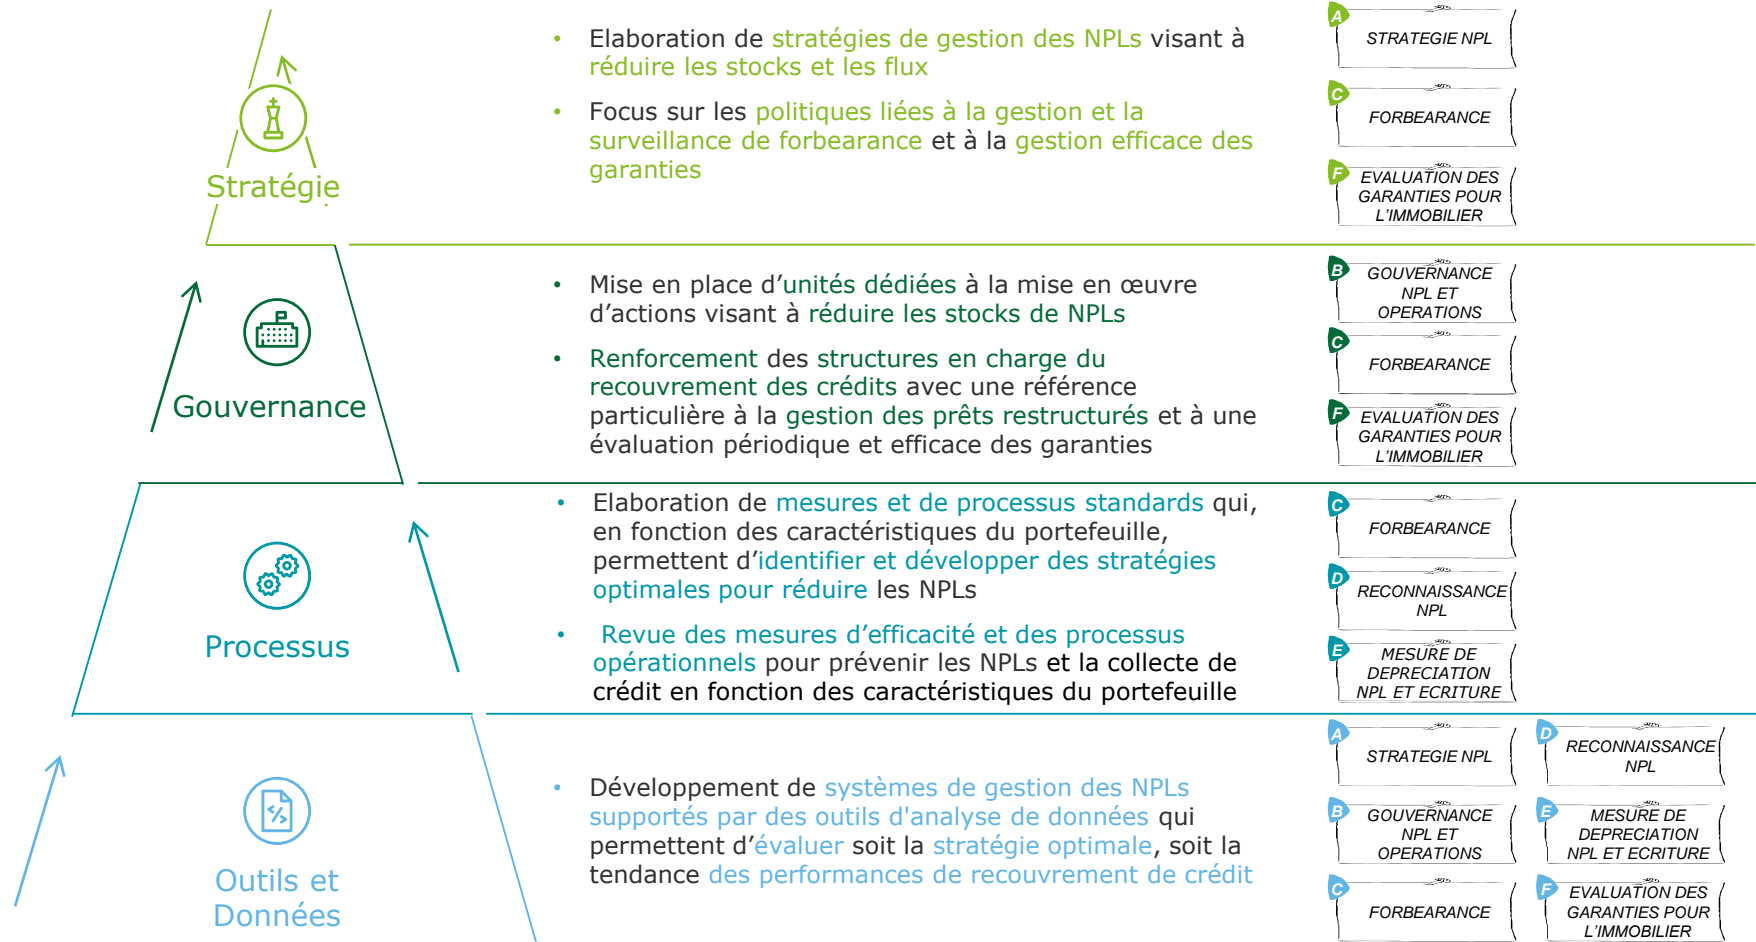 Stratégie
• Elaboration de stratégies de gestion des NPLs visant à
réduire les stocks et les flux
• Focus sur les politiques liées à la gestion et la
surveillance de forbearance et à la gestion efficace des
garanties
A
STRATEGIE NPL
C
FORBEARANCE
F
EVALUATION DES
GARANTIES POUR
L'IMMOBILIER
Gouvernance
• Mise en place d’unités dédiées à la mise en œuvre
d’actions visant à réduire les stocks de NPLs
• Renforcement des structures en charge du
recouvrement des crédits avec une référence
particulière à la gestion des prêts restructurés et à une
évaluation périodique et efficace des garanties
B
GOUVERNANCE
NPL ET
OPERATIONS
C
FORBEARANCE
F
EVALUATION DES
GARANTIES POUR
L'IMMOBILIER
Processus
• Elaboration de mesures et de processus standards qui,
en fonction des caractéristiques du portefeuille,
permettent d’identifier et développer des stratégies
optimales pour réduire les NPLs
• Revue des mesures d’efficacité et des processus
opérationnels pour prévenir les NPLs et la collecte de
crédit en fonction des caractéristiques du portefeuille
C
FORBEARANCE
D
RECONNAISSANCE
NPL
E
MESURE DE
DEPRECIATION
NPL ET ECRITURE
Outils et
Données
• Développement de systèmes de gestion des NPLs
supportés par des outils d'analyse de données qui
permettent d’évaluer soit la stratégie optimale, soit la
tendance des performances de recouvrement de crédit
A
STRATEGIE NPL
B
GOUVERNANCE
NPL ET
OPERATIONS
C
FORBEARANCE
D
RECONNAISSANCE
NPL
E
MESURE DE
DEPRECIATION
NPL ET ECRITURE
F
EVALUATION DES
GARANTIES POUR
L'IMMOBILIER